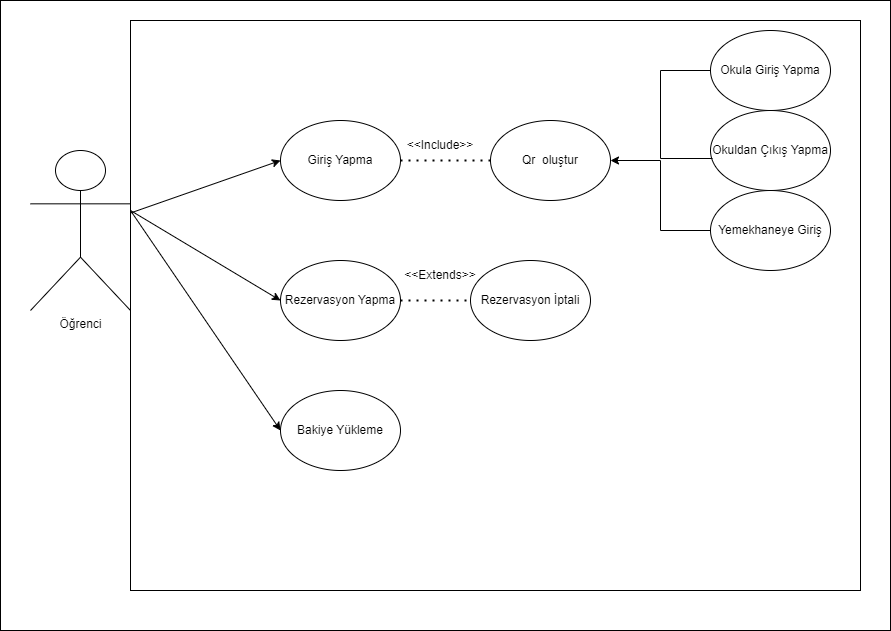 Okula Giriş Yapma
<<Include>>
Giriş Yapma
Qr oluştur
Okuldan Çıkış Yapma
Yemekhaneye Giriş
<<Extends>>
Rezervasyon Yapma
Rezervasyon İptali
Öğrenci
Bakiye Yükleme